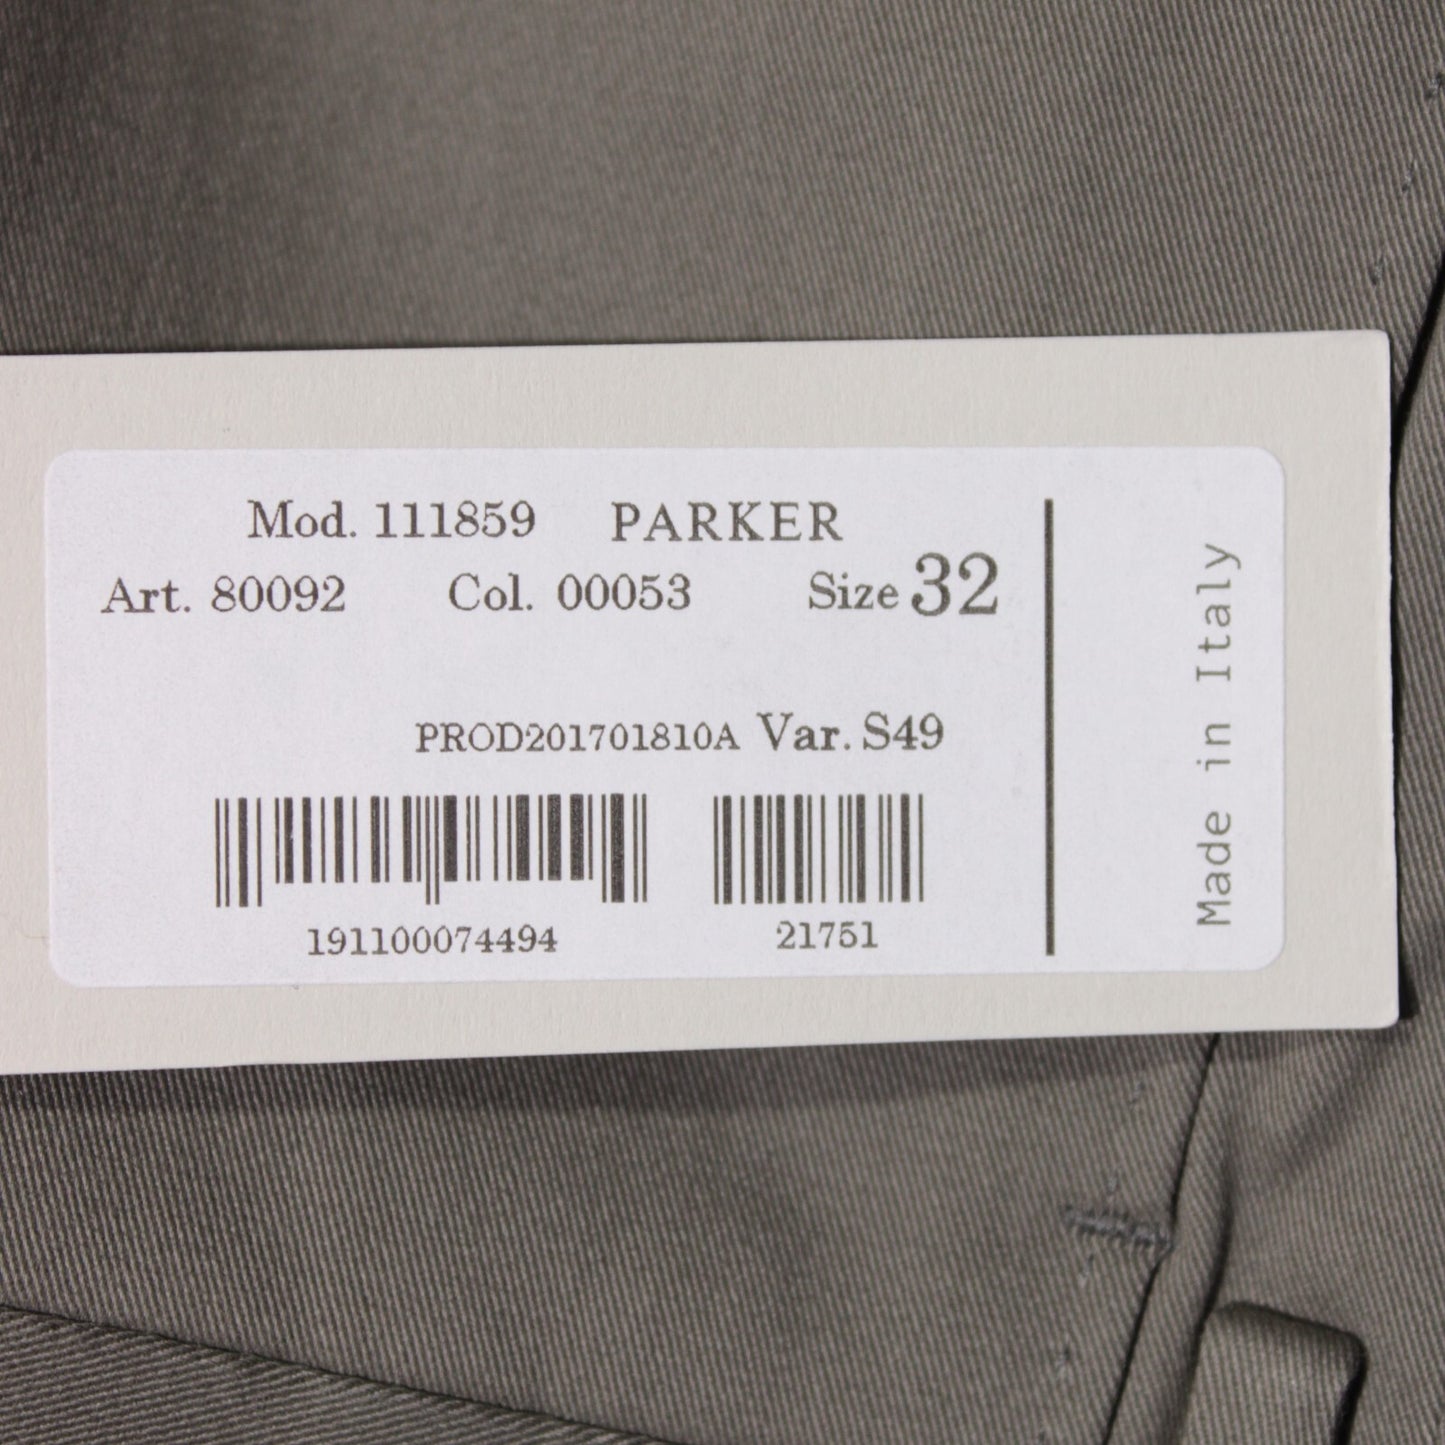 Mod. 111859 PARKER
Art. 80092 Col. 00053 Size 32
PROD201701810A Var. S49
191100074494 21751
Made in Italy